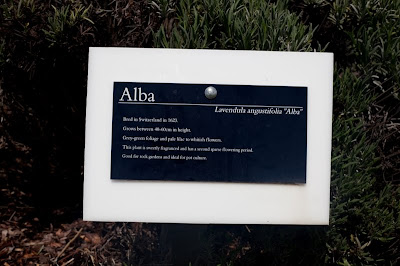 Alba
Lavendula angustifolia "Alba"
Bred in Switzerland in 1623.
Grows between 40-60cm in height.
Grey-green foliage and pale lilac to whitish flowers.
This plant is sweetly fragranced and has a second sparse flowering period.
Good for rock gardens and ideal for pot culture.